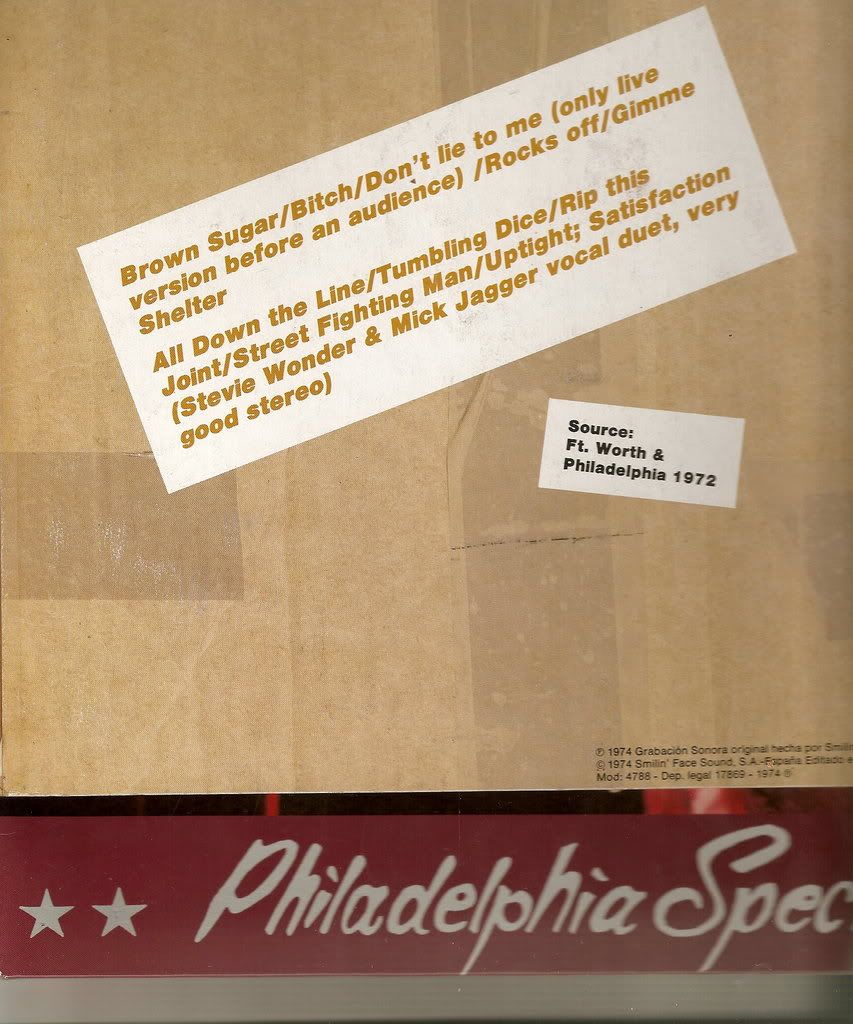 Brown Sugar/Bitch/Don't lie to me (only live
version before an audience) /Rocks off/Gimme
Shelter
All Down the Line/Tumbling Dice/Rip this
Joint/Street Fighting Man/Uptight; Satisfaction
(Stevie Wonder & Mick Jagger vocal duet, very
good stereo)
Source:
Ft. Worth &
Philadelphia 1972
℗ 1974 Grabación Sonora original hecha por Smilin
© 1974 Smilin' Face Sound, S.A.-España Editado e
Mod: 4788 - Dep. legal 17869 - 1974 ®
Philadelphia Spec